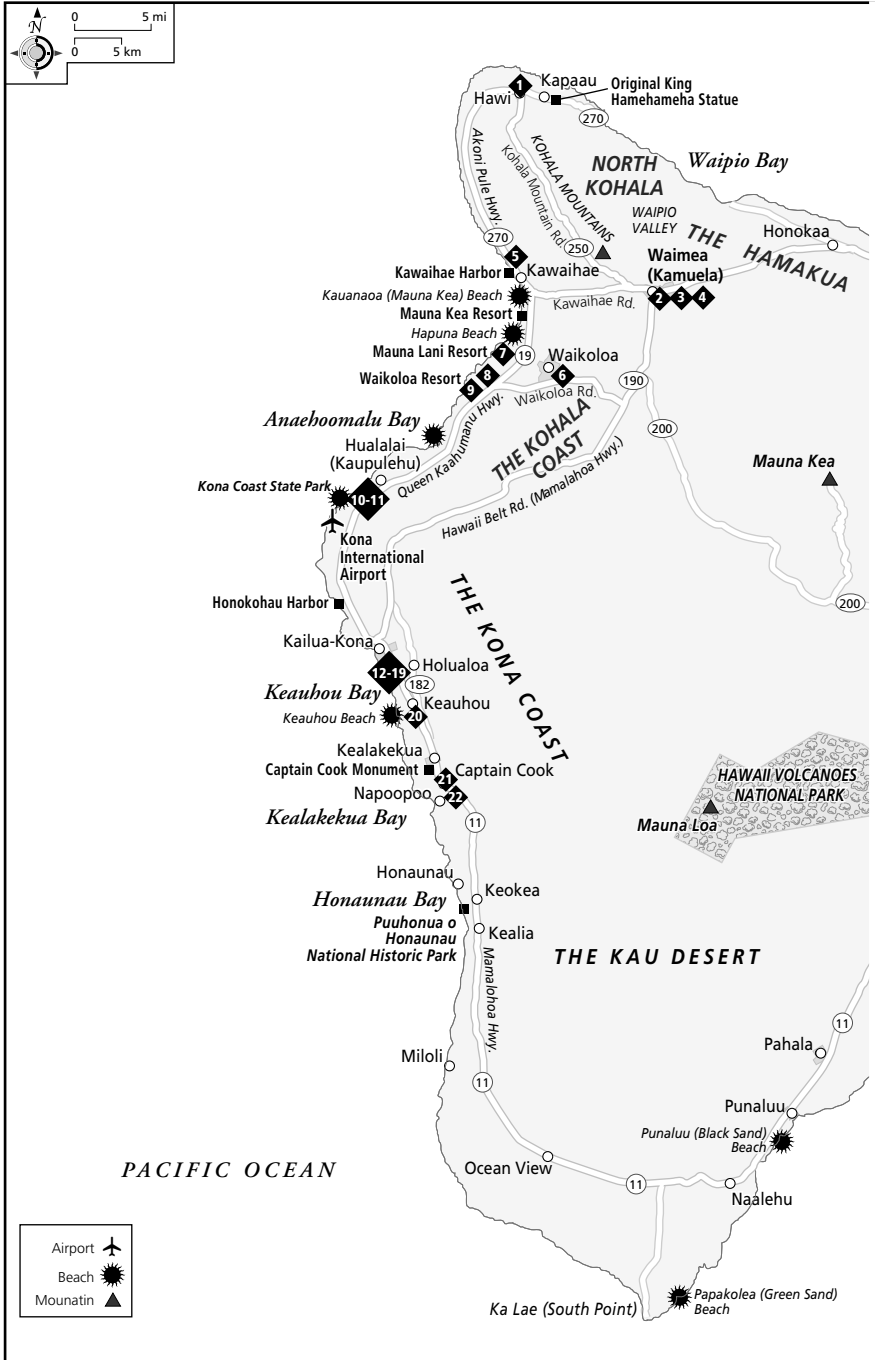 N
0 5 mi
0 5 km
1
Hawi
Kapaau
Original King
Hamehameha Statue
270
Akoni Pule Hwy.
Kohala Mountain Rd.
KOHALA MOUNTAINS
NORTH
KOHALA
Waipio Bay
WAIPIO
VALLEY
THE HAMAKUA
Honokaa
270
250
5
Kawaihae Harbor
Kawaihae
Waimea
(Kamuela)
2 3 4
Kauanaoa (Mauna Kea) Beach
Kawaihae Rd.
Mauna Kea Resort
Hapuna Beach
Mauna Lani Resort
7
19
Waikoloa
6
Waikoloa Resort
8
9
Waikoloa Rd.
190
200
Anaehoomalu Bay
Queen Kaahumanu Hwy.
THE KOHALA
COAST
Hualalai
(Kaupulehu)
Hawaii Belt Rd. (Mamalahoa Hwy.)
Mauna Kea
Kona Coast State Park
10-11
Kona
International
Airport
200
Honokohau Harbor
THE KONA COAST
Kailua-Kona
12-19
Holualoa
182
Keauhou Bay
Keauhou
Keauhou Beach
20
Kealakekua
Captain Cook Monument
21
Captain Cook
Napoopoo
22
Kealakekua Bay
11
HAWAII VOLCANOES
NATIONAL PARK
Mauna Loa
Honaunau
Honaunau Bay
Keokea
Puuhonua o
Honaunau
National Historic Park
Kealia
Mamalohoa Hwy.
THE KAU DESERT
11
Pahala
Miloli
11
Punaluu
Punaluu (Black Sand)
Beach
PACIFIC OCEAN
Ocean View
11
Naalehu
Airport
Beach
Mounatin
Ka Lae (South Point)
Papakolea (Green Sand)
Beach